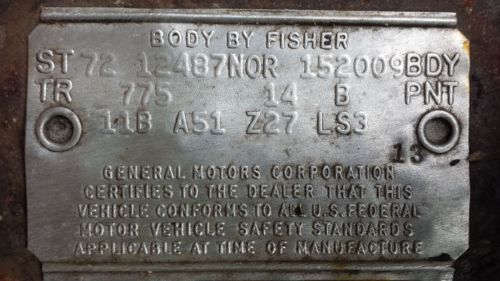 BODY BY FISHER
ST 72 12487NOR 152009BDY
TR 775 14 B PNT
11B A51 Z27 LS3
13
GENERAL MOTORS CORPORATION
CERTIFIES TO THE DEALER THAT THIS
VEHICLE CONFORMS TO ALL U.S. FEDERAL
MOTOR VEHICLE SAFETY STANDARDS
APPLICABLE AT TIME OF MANUFACTURE